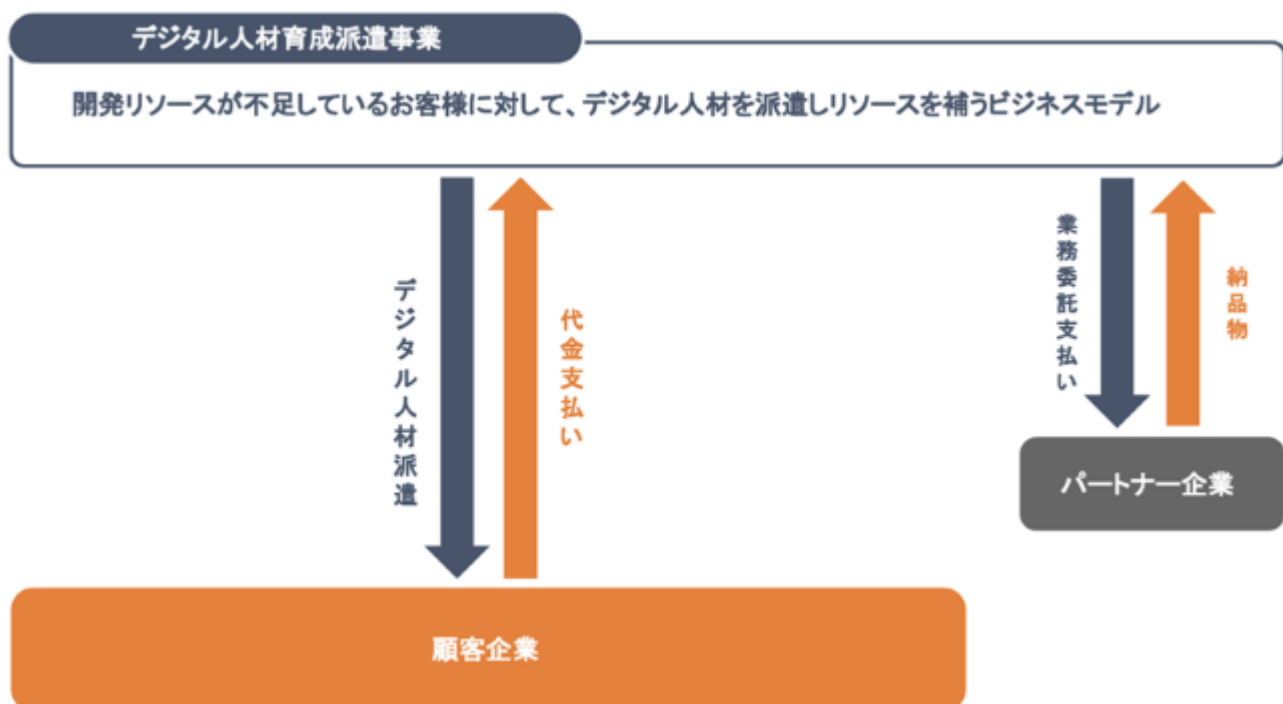 デジタル人材育成派遣事業
開発リソースが不足しているお客様に対して、デジタル人材を派遣しリソースを補うビジネスモデル
デジタル人材派遣
代金支払い
業務委託支払い
納品物
パートナー企業
顧客企業